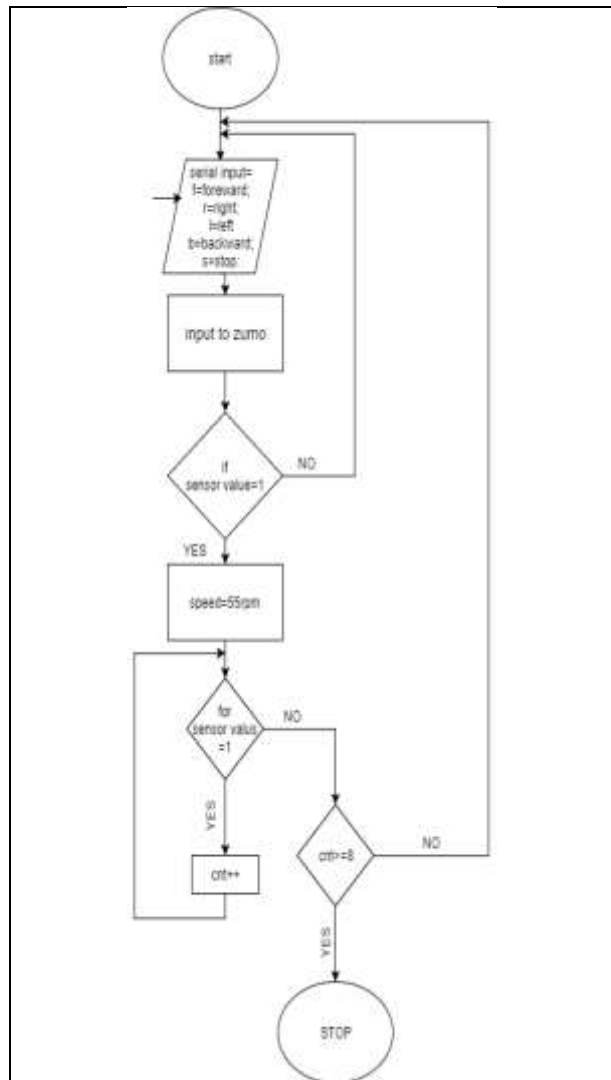 start
serial input=
f=foreward;
r=right;
l=left
b=backward;
s=stop;
input to zumo
if
sensor value=1
NO
YES
speed=55rpm
for
sensor value
=1
NO
YES
cnt++
cnt>=8
NO
YES
STOP